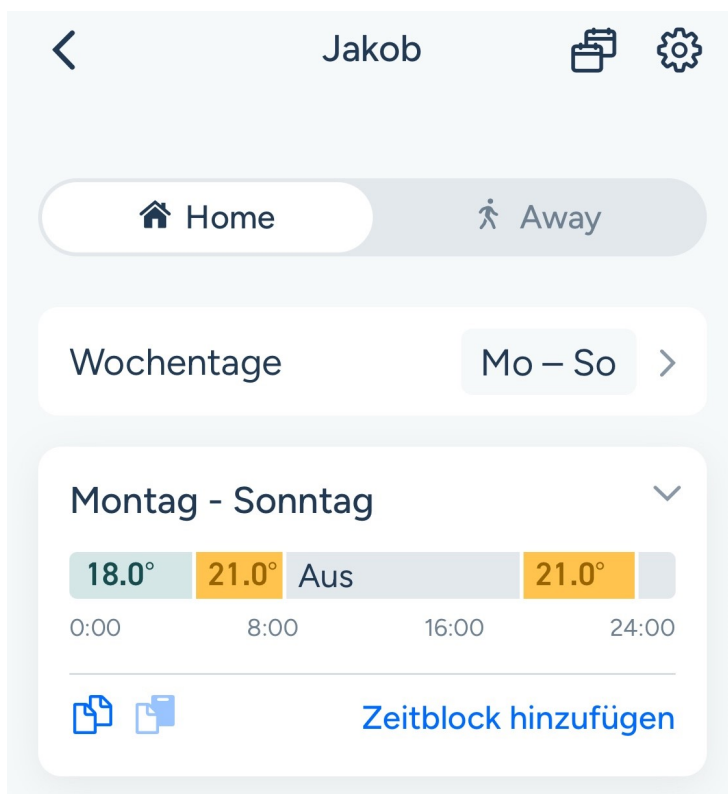 Jakob
Home Away
Wochentage Mo – So
Montag - Sonntag
18.0° 21.0° Aus 21.0°
0:00 8:00 16:00 24:00
Zeitblock hinzufügen